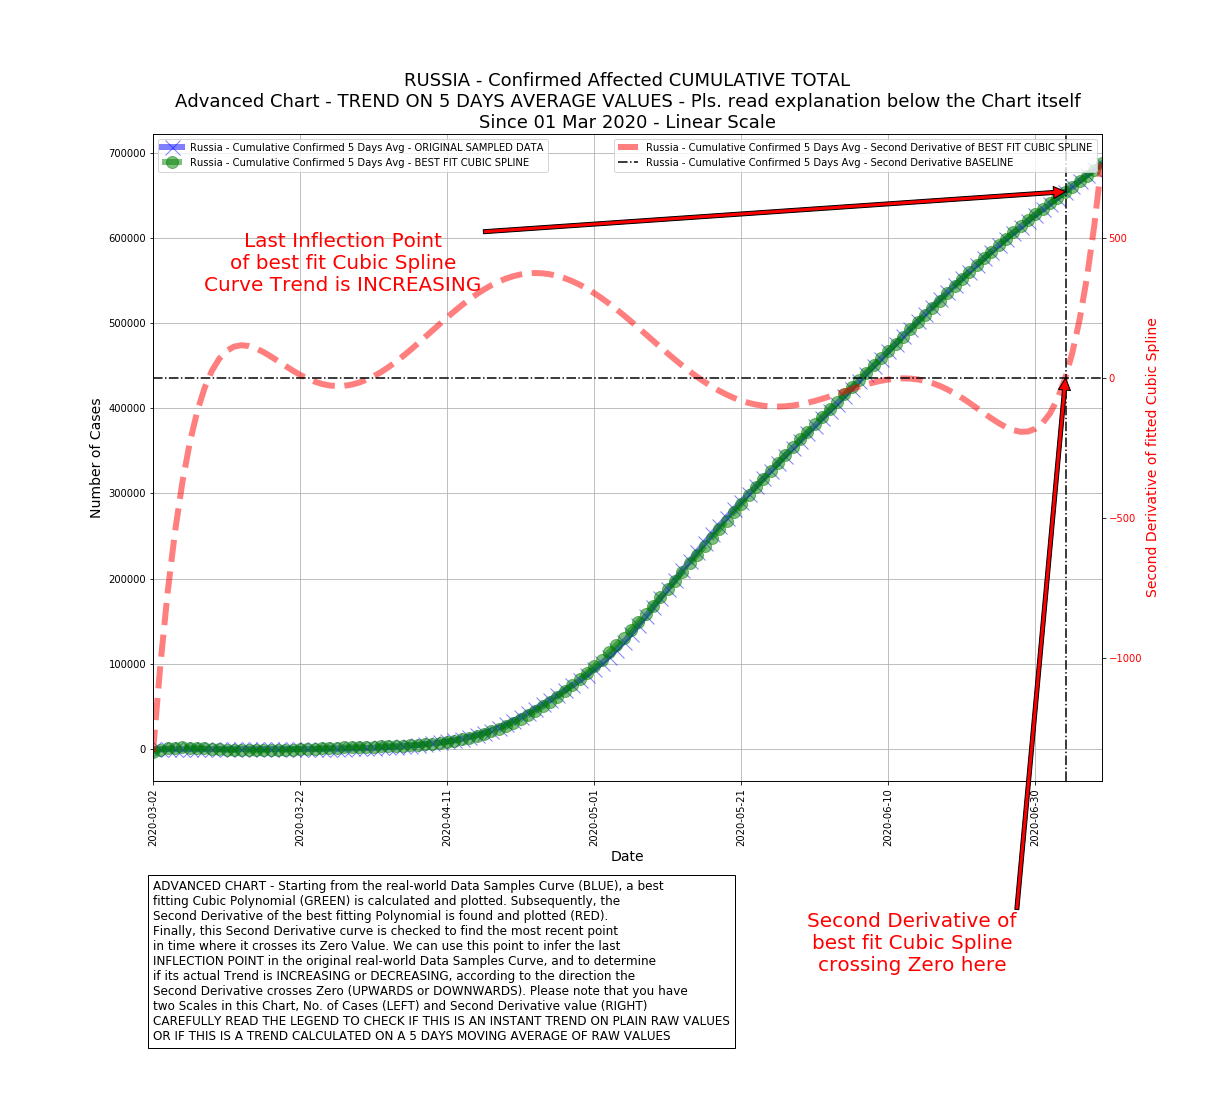 RUSSIA - Confirmed Affected CUMULATIVE TOTAL
Advanced Chart - TREND ON 5 DAYS AVERAGE VALUES - Pls. read explanation below the Chart itself
Since 01 Mar 2020 - Linear Scale
Russia - Cumulative Confirmed 5 Days Avg - ORIGINAL SAMPLED DATA
Russia - Cumulative Confirmed 5 Days Avg - BEST FIT CUBIC SPLINE
Russia - Cumulative Confirmed 5 Days Avg - Second Derivative of BEST FIT CUBIC SPLINE
Russia - Cumulative Confirmed 5 Days Avg - Second Derivative BASELINE
Number of Cases
700000
600000
500000
400000
300000
200000
100000
0
Last Inflection Point
of best fit Cubic Spline
Curve Trend is INCREASING
500
0
−500
−1000
Second Derivative of fitted Cubic Spline
2020-03-02
2020-03-22
2020-04-11
2020-05-01
2020-05-21
2020-06-10
2020-06-30
Date
ADVANCED CHART - Starting from the real-world Data Samples Curve (BLUE), a best
fitting Cubic Polynomial (GREEN) is calculated and plotted. Subsequently, the
Second Derivative of the best fitting Polynomial is found and plotted (RED).
Finally, this Second Derivative curve is checked to find the most recent point
in time where it crosses its Zero Value. We can use this point to infer the last
INFLECTION POINT in the original real-world Data Samples Curve, and to determine
if its actual Trend is INCREASING or DECREASING, according to the direction the
Second Derivative crosses Zero (UPWARDS or DOWNWARDS). Please note that you have
two Scales in this Chart, No. of Cases (LEFT) and Second Derivative value (RIGHT)
CAREFULLY READ THE LEGEND TO CHECK IF THIS IS AN INSTANT TREND ON PLAIN RAW VALUES
OR IF THIS IS A TREND CALCULATED ON A 5 DAYS MOVING AVERAGE OF RAW VALUES
Second Derivative of
best fit Cubic Spline
crossing Zero here